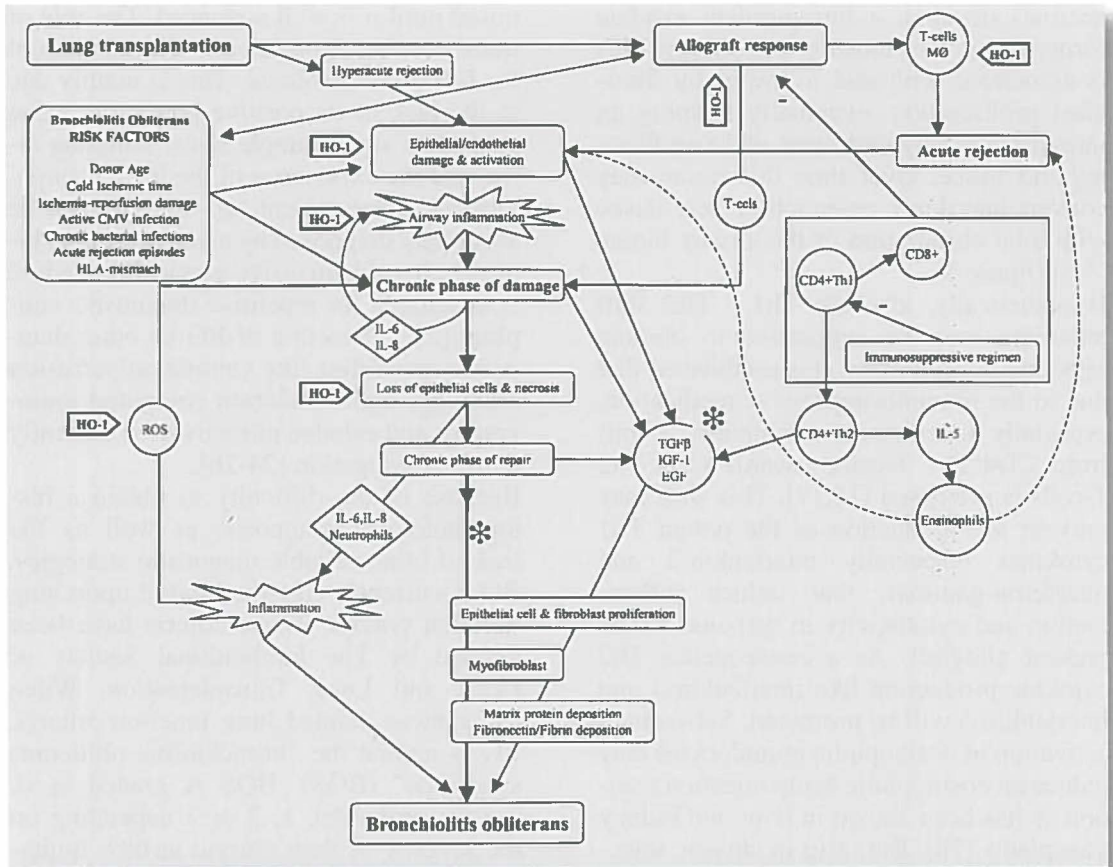 Lung transplantation
Hyperacute rejection
Allograft response
T-cells
MØ
HO-1
Bronchiolitis Obliterans
RISK FACTORS
Donor Age
Cold Ischemic time
Ischemia-reperfusion damage
Active CMV infection
Chronic bacterial infections
Acute rejection episodes
HLA-mismatch
HO-1
Epithelial/endothelial
damage & activation
HO-1
Acute rejection
HO-1
Airway inflammation
T-cells
CD8+
CD4+Th1
Chronic phase of damage
IL-6
IL-8
Immunosuppressive regimen
HO-1
Loss of epithelial cells & necrosis
HO-1
ROS
*
TGFβ
IGF-1
EGF
CD4+Th2
IL-5
Chronic phase of repair
IL-6,IL-8
Neutrophils
*
Eosinophils
Inflammation
Epithelial cell & fibroblast proliferation
Myofibroblast
Matrix protein deposition
Fibronectin/Fibrin deposition
Bronchiolitis obliterans